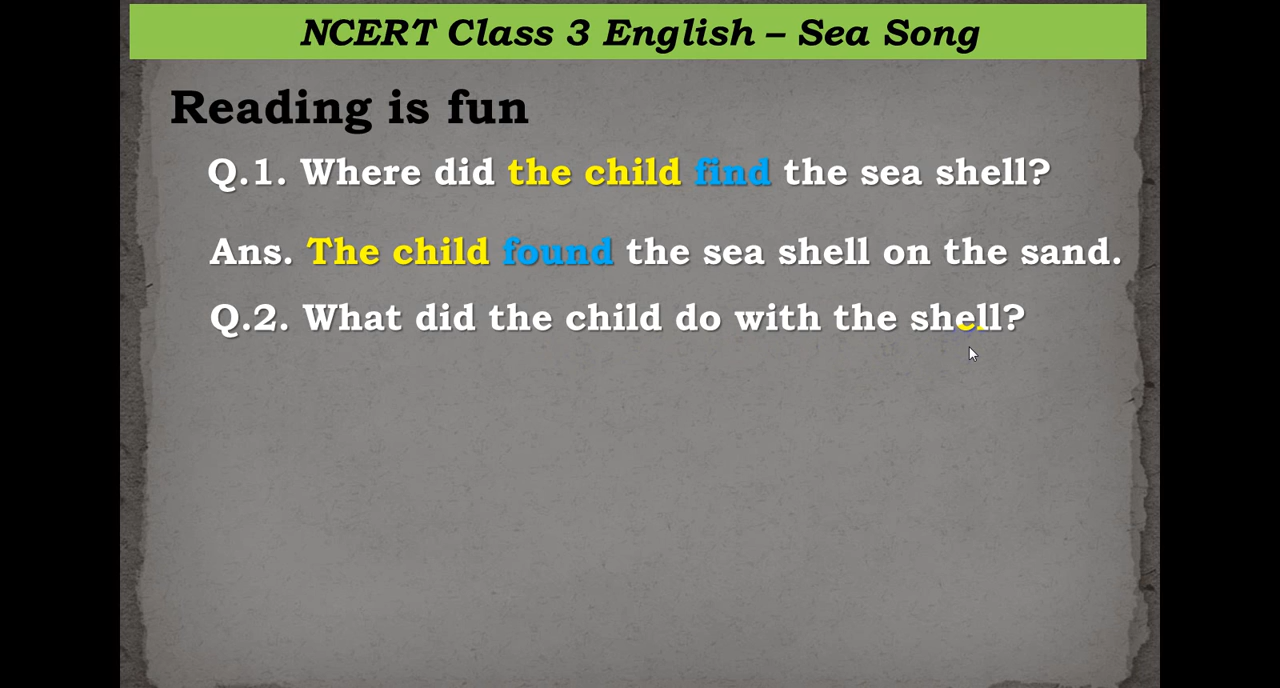 NCERT Class 3 English – Sea Song
Reading is fun
Q.1. Where did the child find the sea shell?
Ans. The child found the sea shell on the sand.
Q.2. What did the child do with the shell?